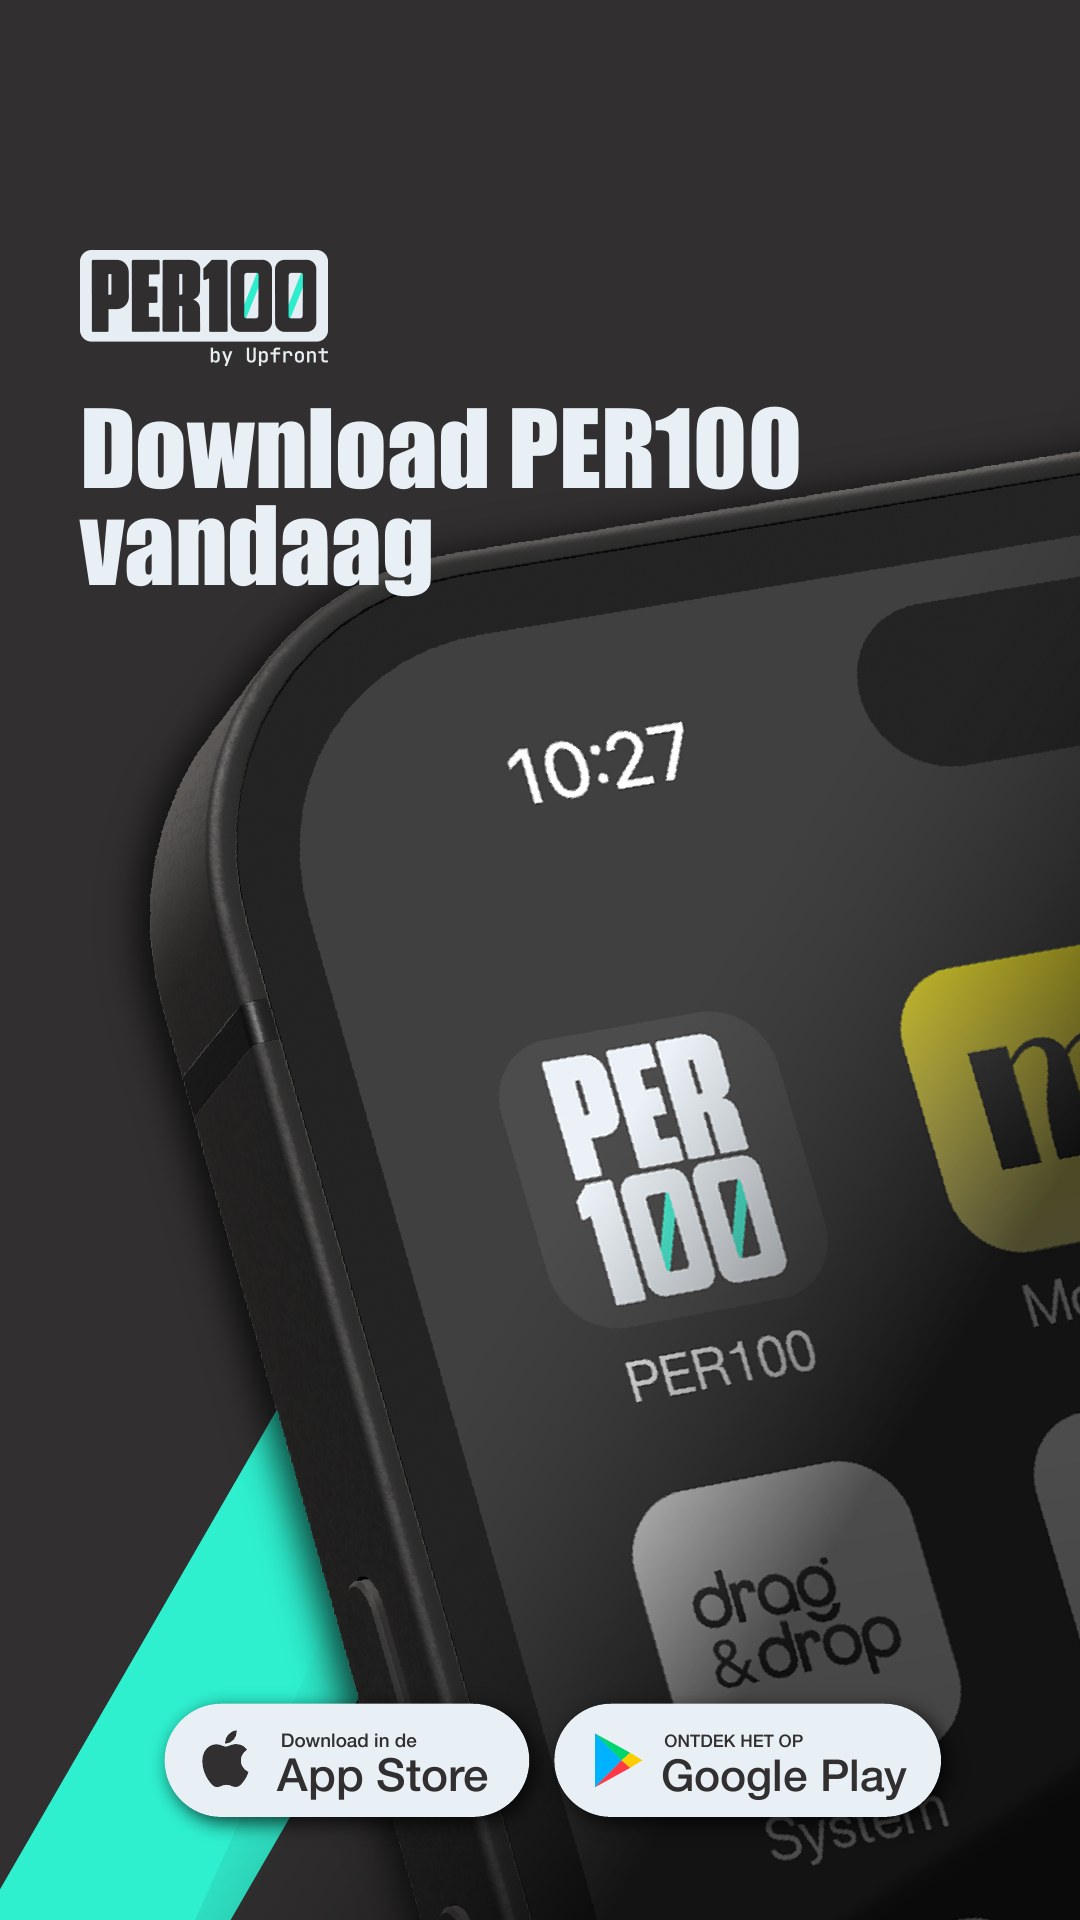 PER100
by Upfront
Download PER100
vandaag
10:27
PER
100
PER100
drag
&drop
System
Download in de
App Store
ONTDEK HET OP
Google Play